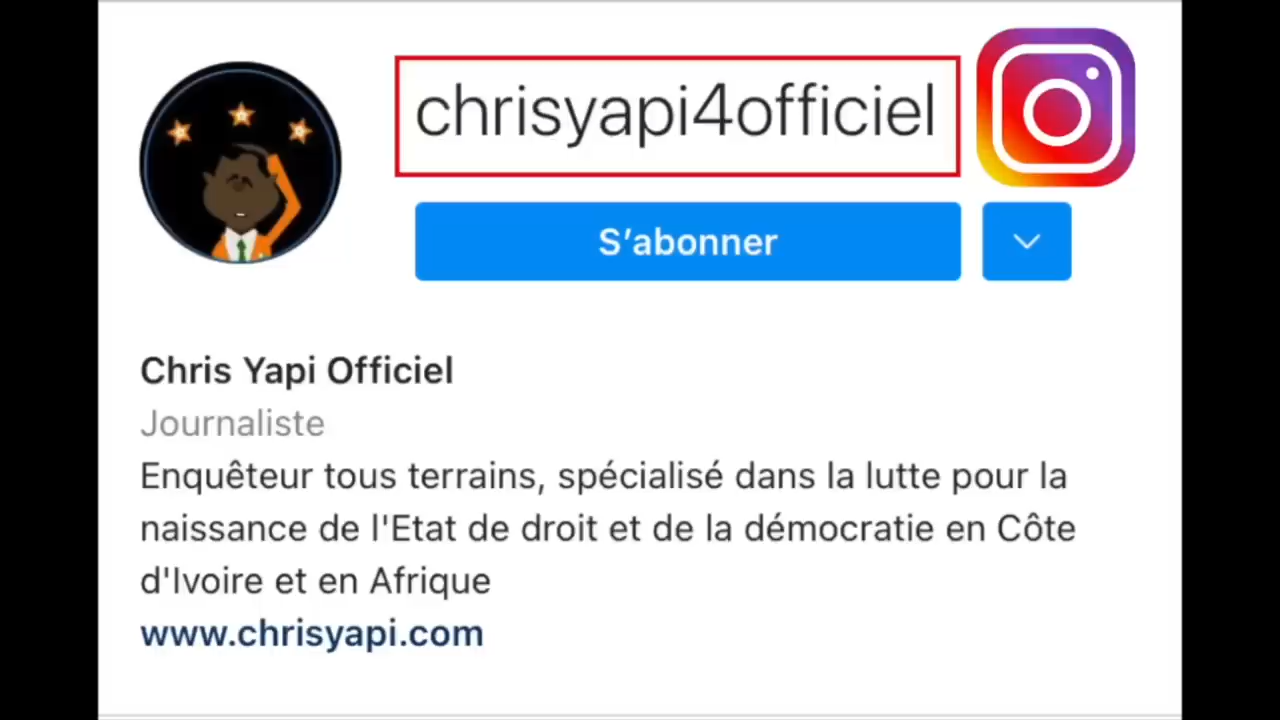 chrisyapi4officiel
S’abonner
Chris Yapi Officiel
Journaliste
Enquêteur tous terrains, spécialisé dans la lutte pour la
naissance de l'Etat de droit et de la démocratie en Côte
d'Ivoire et en Afrique
www.chrisyapi.com